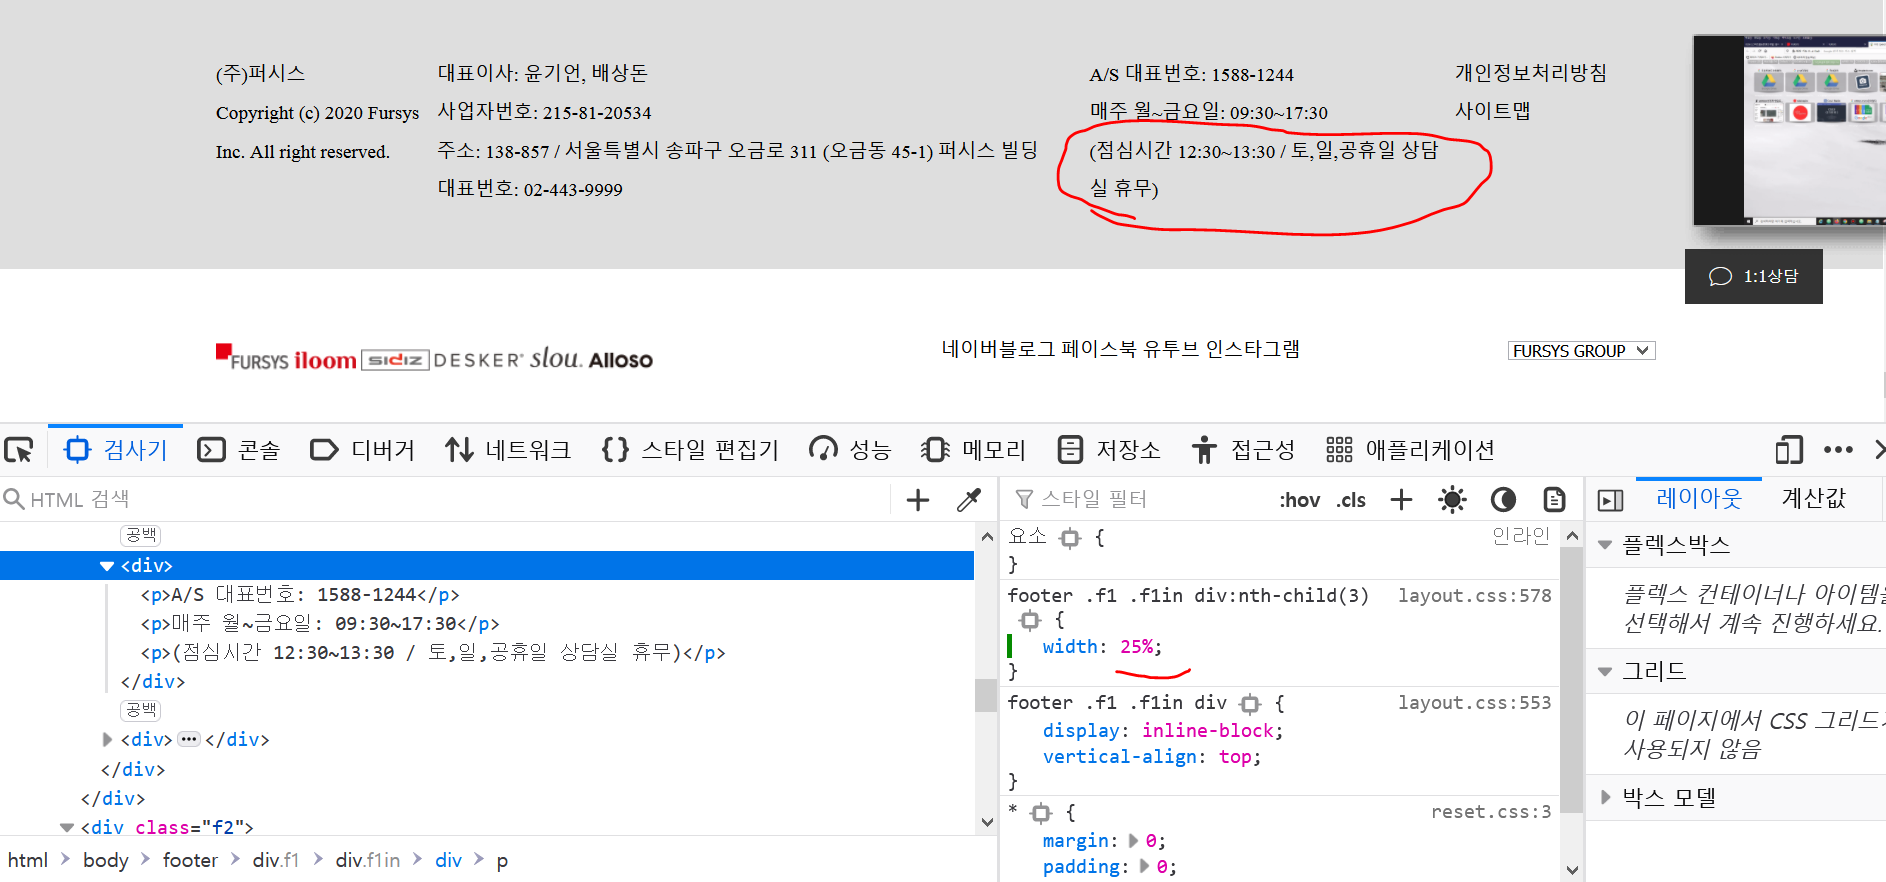 (주)퍼시스
Copyright (c) 2020 Fursys
Inc. All right reserved.
대표이사: 윤기언, 배상돈
사업자번호: 215-81-20534
주소: 138-857 / 서울특별시 송파구 오금로 311 (오금동 45-1) 퍼시스 빌딩
대표번호: 02-443-9999
A/S 대표번호: 1588-1244
매주 월~금요일: 09:30~17:30
(점심시간 12:30~13:30 / 토,일,공휴일 상담
실 휴무)
개인정보처리방침
사이트맵
1:1상담
FURSYS iloom sidiz DESKER slou. Alloso
네이버블로그 페이스북 유투브 인스타그램
FURSYS GROUP
검사기 콘솔 디버거 네트워크 스타일 편집기 성능 메모리 저장소 접근성 애플리케이션
HTML 검색
공백
<div>
<p>A/S 대표번호: 1588-1244</p>
<p>매주 월~금요일: 09:30~17:30</p>
<p>(점심시간 12:30~13:30 / 토,일,공휴일 상담실 휴무)</p>
</div>
공백
<div>•••</div>
</div>
</div>
<div class="f2">
html > body > footer > div.f1 > div.f1in > div > p
스타일 필터 :hov .cls
요소 { 인라인
}
footer .f1 .f1in div:nth-child(3) layout.css:578
{
width: 25%;
}
footer .f1 .f1in div { layout.css:553
display: inline-block;
vertical-align: top;
}
* { reset.css:3
margin: 0;
padding: 0;
레이아웃 계산값
플렉스박스
플렉스 컨테이너나 아이템을
선택해서 계속 진행하세요.
그리드
이 페이지에서 CSS 그리드가
사용되지 않음
박스 모델